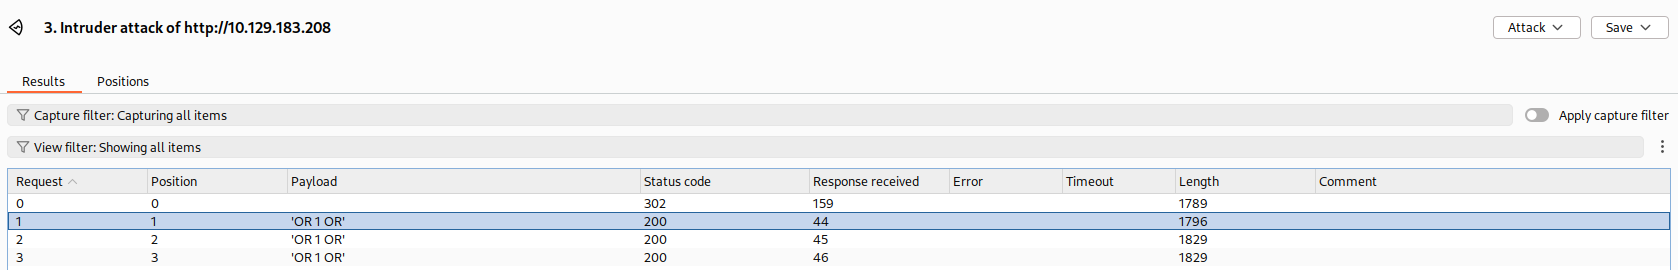 3. Intruder attack of http://10.129.183.208 Attack Save
Results Positions
Capture filter: Capturing all items Apply capture filter
View filter: Showing all items
Request Position Payload Status code Response received Error Timeout Length Comment
0 0 302 159 1789
1 1 'OR 1 OR' 200 44 1796
2 2 'OR 1 OR' 200 45 1829
3 3 'OR 1 OR' 200 46 1829